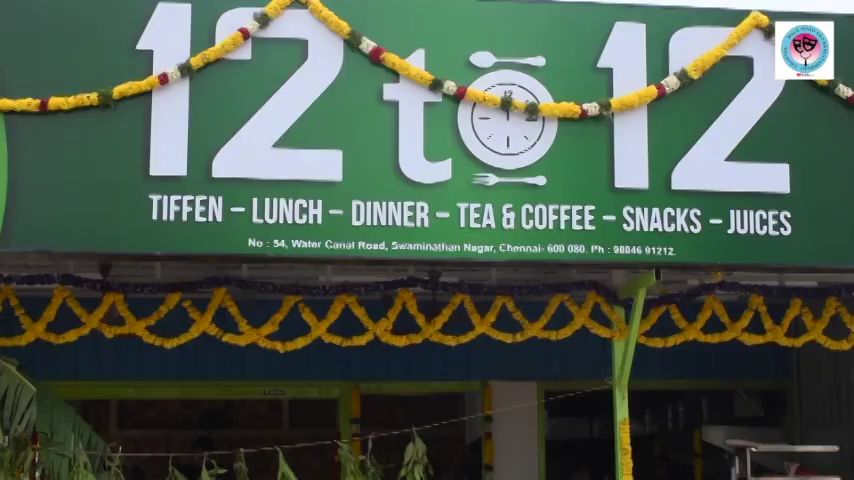 12 to 12
TIFFEN – LUNCH – DINNER – TEA & COFFEE – SNACKS – JUICES
No : 54, Water Canal Road, Swaminathan Nagar, Chennai- 600 080. Ph : 98846 91212.